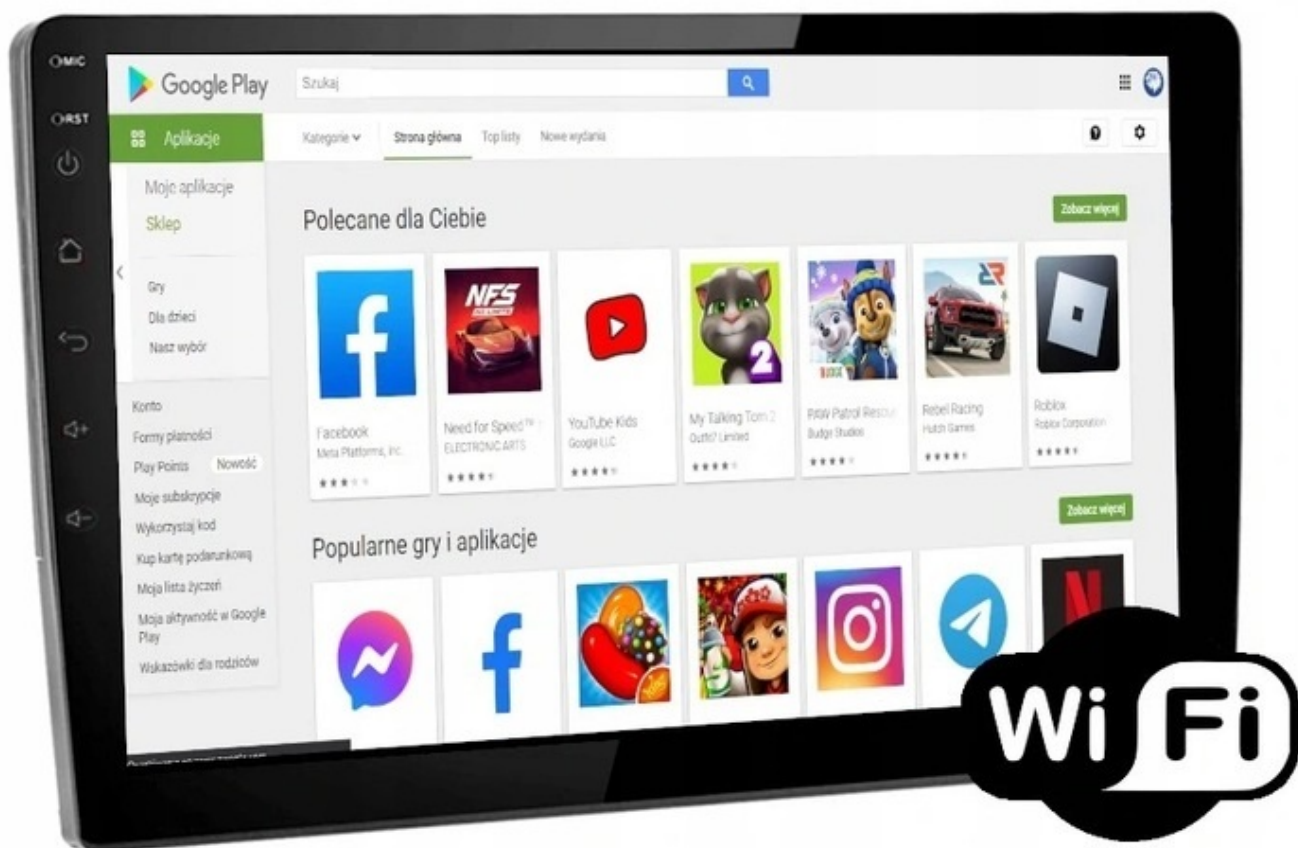 MIC
RST
Google Play
Szukaj
Aplikacje
Kategorie
Strona główna
Top listy
Nowe wydania
Moje aplikacje
Sklep
Gry
Dla dzieci
Nasz wybór
Konto
Formy płatności
Play Points
Nowość
Moje subskrypcje
Wykorzystaj kod
Kup kartę podarunkową
Moja lista życzeń
Moja aktywność w Google
Play
Wskazówki dla rodziców
Polecane dla Ciebie
Zobacz więcej
NFS
2
Facebook
Meta Platforms, Inc.
Need for Speed™
ELECTRONIC ARTS
YouTube Kids
Google LLC
My Talking Tom 2
Outfit7 Limited
PAW Patrol Rescue
Budge Studios
Rebel Racing
Hutch Games
Roblox
Roblox Corporation
Popularne gry i aplikacje
Zobacz więcej
WiFi